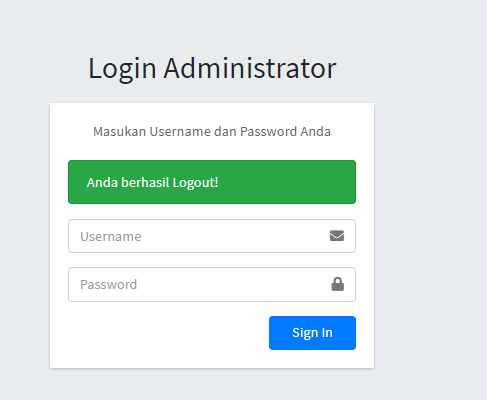 Login Administrator
Masukan Username dan Password Anda
Anda berhasil Logout!
Username
Password
Sign In